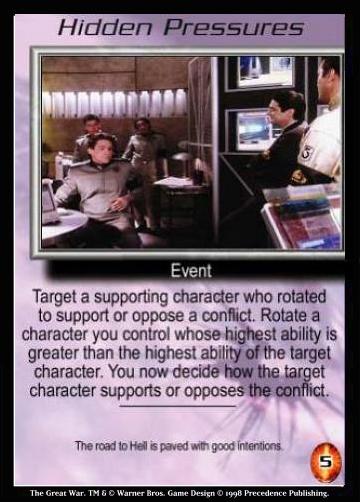 Hidden Pressures
Event
Target a supporting character who rotated
to support or oppose a conflict. Rotate a
character you control whose highest ability is
greater than the highest ability of the target
character. You now decide how the target
character supports or opposes the conflict.
The road to Hell is paved with good intentions.
5
The Great War. TM & © Warner Bros. Game Design © 1998 Precedence Publishing.